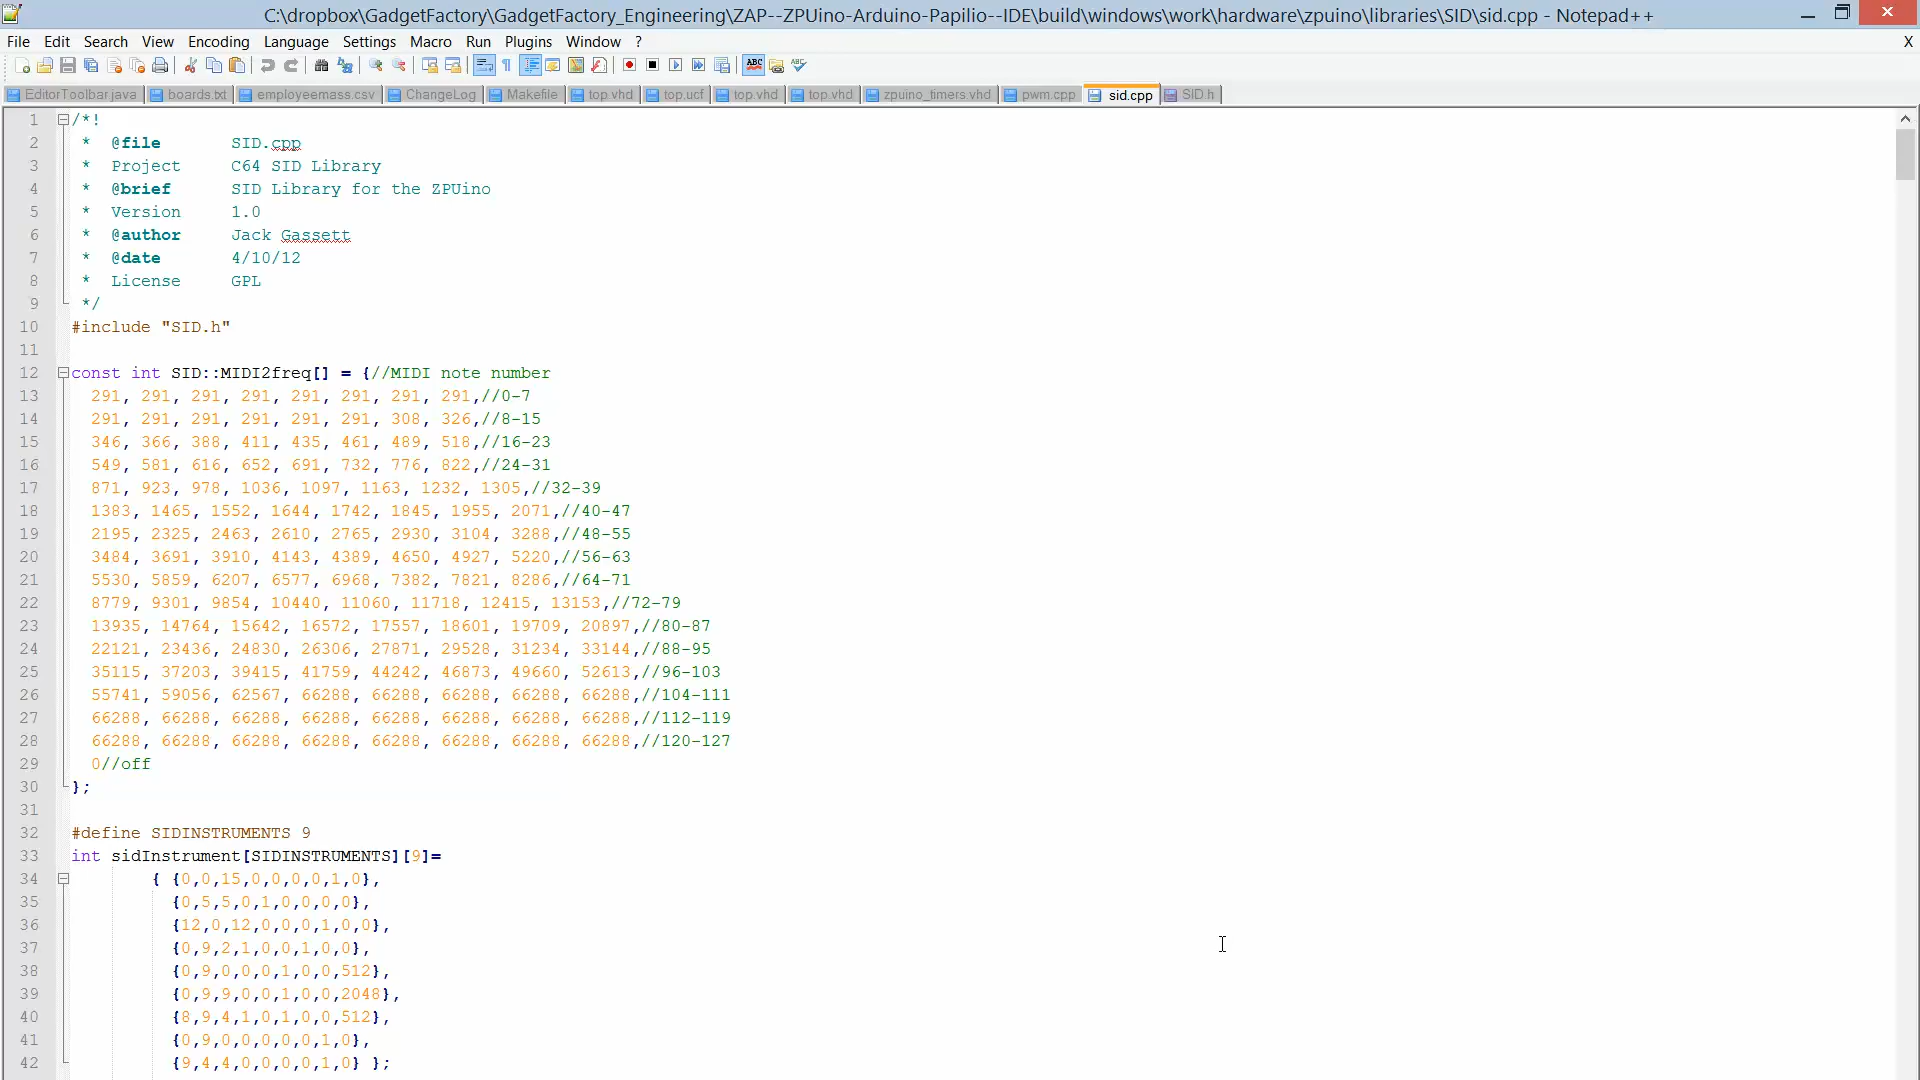 C:\dropbox\GadgetFactory\GadgetFactory_Engineering\ZAP--ZPUino-Arduino-Papilio--IDE\build\windows\work\hardware\zpuino\libraries\SID\sid.cpp - Notepad++
File Edit Search View Encoding Language Settings Macro Run Plugins Window ? X
EditorToolbar.java boards.txt employeemass.csv ChangeLog Makefile top.vhd top.ucf top.vhd top.vhd zpuino_timers.vhd pwm.cpp sid.cpp SID.h
1 /*!
2 * @file SID.cpp
3 * Project C64 SID Library
4 * @brief SID Library for the ZPUino
5 * Version 1.0
6 * @author Jack Gassett
7 * @date 4/10/12
8 * License GPL
9 */
10 #include "SID.h"
11
12 const int SID::MIDI2freq[] = {//MIDI note number
13 291, 291, 291, 291, 291, 291, 291, 291,//0-7
14 291, 291, 291, 291, 291, 291, 308, 326,//8-15
15 346, 366, 388, 411, 435, 461, 489, 518,//16-23
16 549, 581, 616, 652, 691, 732, 776, 822,//24-31
17 871, 923, 978, 1036, 1097, 1163, 1232, 1305,//32-39
18 1383, 1465, 1552, 1644, 1742, 1845, 1955, 2071,//40-47
19 2195, 2325, 2463, 2610, 2765, 2930, 3104, 3288,//48-55
20 3484, 3691, 3910, 4143, 4389, 4650, 4927, 5220,//56-63
21 5530, 5859, 6207, 6577, 6968, 7382, 7821, 8286,//64-71
22 8779, 9301, 9854, 10440, 11060, 11718, 12415, 13153,//72-79
23 13935, 14764, 15642, 16572, 17557, 18601, 19709, 20897,//80-87
24 22121, 23436, 24830, 26306, 27871, 29528, 31234, 33144,//88-95
25 35115, 37203, 39415, 41759, 44242, 46873, 49660, 52613,//96-103
26 55741, 59056, 62567, 66288, 66288, 66288, 66288, 66288,//104-111
27 66288, 66288, 66288, 66288, 66288, 66288, 66288, 66288,//112-119
28 66288, 66288, 66288, 66288, 66288, 66288, 66288, 66288,//120-127
29 0//off
30 };
31
32 #define SIDINSTRUMENTS 9
33 int sidInstrument[SIDINSTRUMENTS][9]=
34 { {0,0,15,0,0,0,0,1,0},
35 {0,5,5,0,1,0,0,0,0},
36 {12,0,12,0,0,0,1,0,0},
37 {0,9,2,1,0,0,1,0,0},
38 {0,9,0,0,0,1,0,0,512},
39 {0,9,9,0,0,1,0,0,2048},
40 {8,9,4,1,0,1,0,0,512},
41 {0,9,0,0,0,0,0,1,0},
42 {9,4,4,0,0,0,0,1,0} };